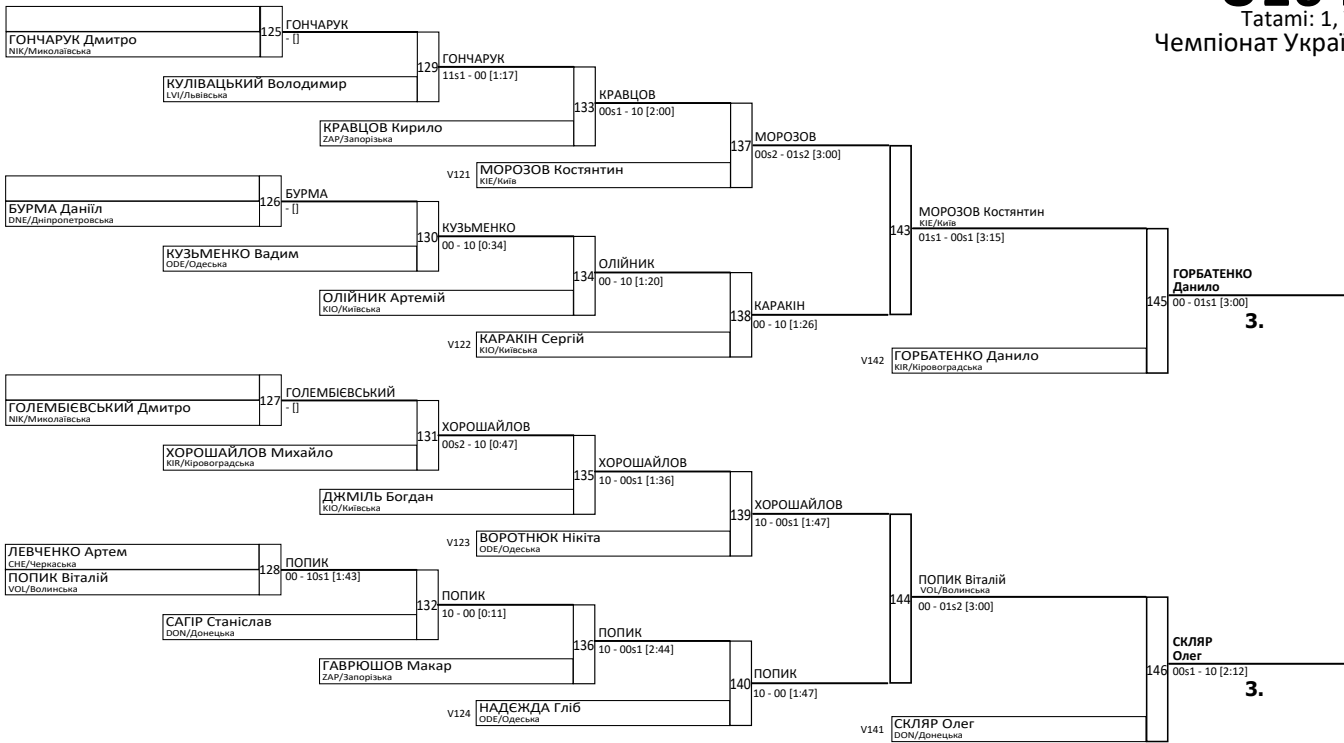 Tatami: 1,
Чемпіонат Украї
125
ГОНЧАРУК
- []
ГОНЧАРУК Дмитро
NIK/Миколаївська
129
ГОНЧАРУК
11s1 - 00 [1:17]
КУЛІВАЦЬКИЙ Володимир
LVI/Львівська
133
КРАВЦОВ
00s1 - 10 [2:00]
КРАВЦОВ Кирило
ZAP/Запорізька
137
МОРОЗОВ
00s2 - 01s2 [3:00]
V121
МОРОЗОВ Костянтин
KIE/Київ
126
БУРМА
- []
БУРМА Даніїл
DNE/Дніпропетровська
130
КУЗЬМЕНКО
00 - 10 [0:34]
КУЗЬМЕНКО Вадим
ODE/Одеська
134
ОЛІЙНИК
00 - 10 [1:20]
ОЛІЙНИК Артемій
KIO/Київська
138
КАРАКІН
00 - 10 [1:26]
V122
КАРАКІН Сергій
KIO/Київська
143
МОРОЗОВ Костянтин
KIE/Київ
01s1 - 00s1 [3:15]
145
ГОРБАТЕНКО
Данило
00 - 01s1 [3:00]
3.
V142
ГОРБАТЕНКО Данило
KIR/Кіровоградська
127
ГОЛЕМБІЄВСЬКИЙ
- []
ГОЛЕМБІЄВСЬКИЙ Дмитро
NIK/Миколаївська
131
ХОРОШАЙЛОВ
00s2 - 10 [0:47]
ХОРОШАЙЛОВ Михайло
KIR/Кіровоградська
135
ХОРОШАЙЛОВ
10 - 00s1 [1:36]
ДЖМІЛЬ Богдан
KIO/Київська
139
ХОРОШАЙЛОВ
10 - 00s1 [1:47]
V123
ВОРОТНЮК Нікіта
ODE/Одеська
ЛЕВЧЕНКО Артем
CHE/Черкаська
128
ПОПИК
00 - 10s1 [1:43]
ПОПИК Віталій
VOL/Волинська
132
ПОПИК
10 - 00 [0:11]
САГІР Станіслав
DON/Донецька
136
ПОПИК
10 - 00s1 [2:44]
ГАВРЮШОВ Макар
ZAP/Запорізька
140
ПОПИК
10 - 00 [1:47]
V124
НАДЄЖДА Гліб
ODE/Одеська
144
ПОПИК Віталій
VOL/Волинська
00 - 01s2 [3:00]
146
СКЛЯР
Олег
00s1 - 10 [2:12]
3.
V141
СКЛЯР Олег
DON/Донецька